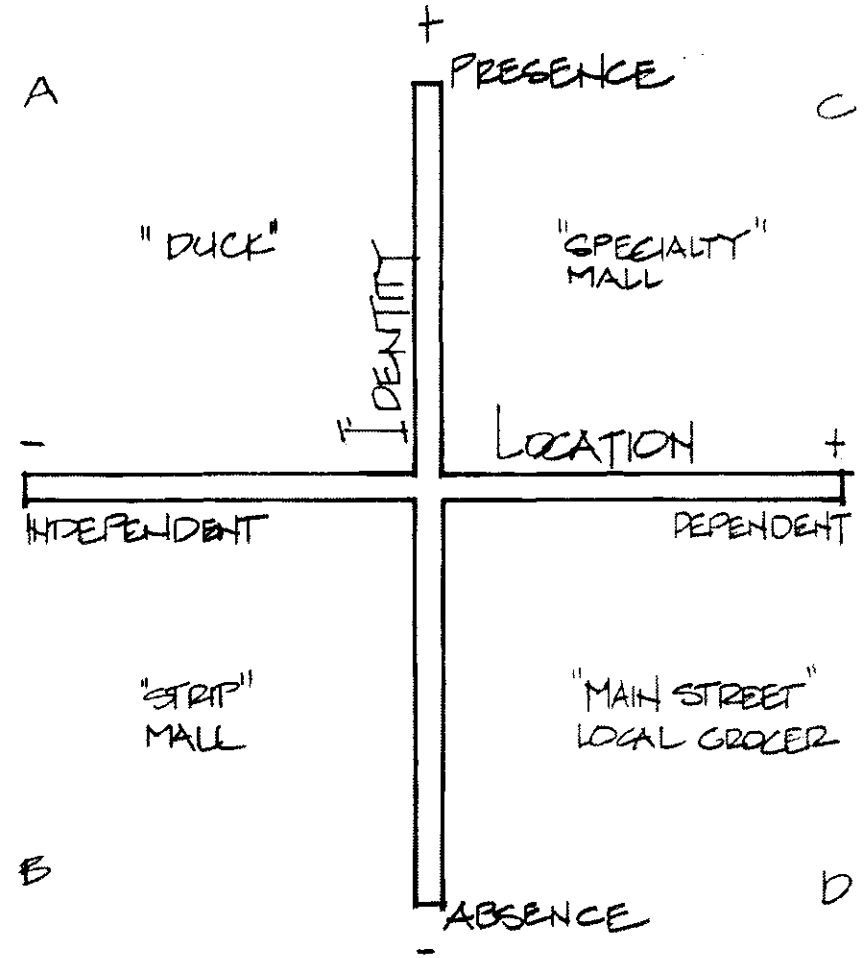 +
PRESENCE
A
C
"DUCK"
"SPECIALTY"
MALL
IDENTITY
-
LOCATION
+
INDEPENDENT
DEPENDENT
"STRIP"
MALL
"MAIN STREET"
LOCAL GROCER
B
D
ABSENCE
-